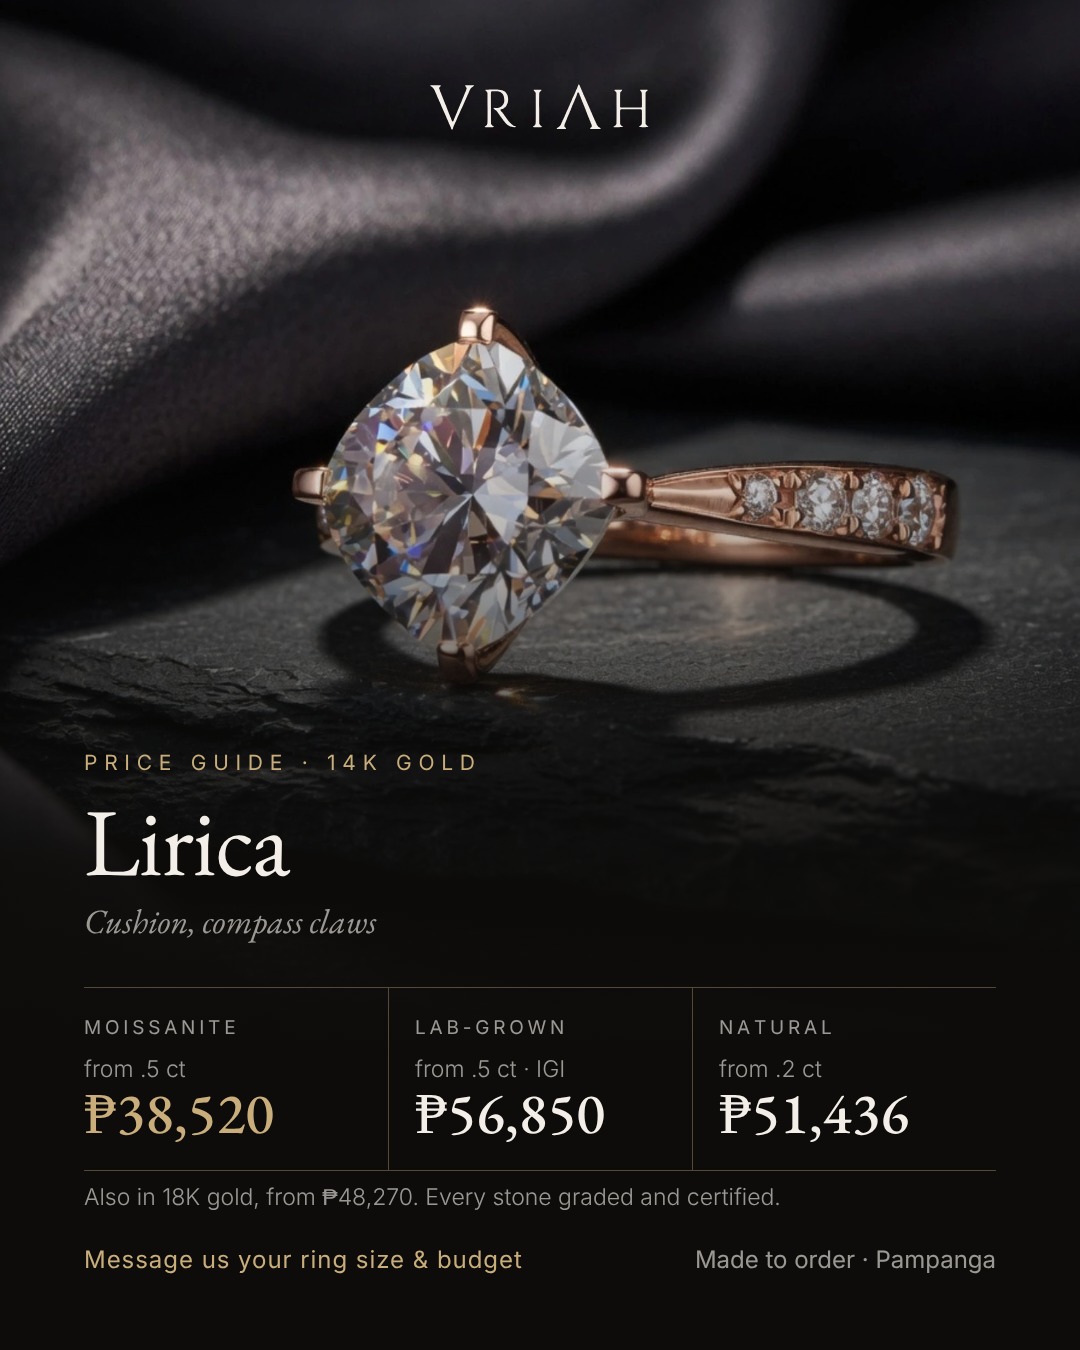 VRIAH
PRICE GUIDE · 14K GOLD
Lirica
Cushion, compass claws
MOISSANITE
from .5 ct
₱38,520
LAB-GROWN
from .5 ct · IGI
₱56,850
NATURAL
from .2 ct
₱51,436
Also in 18K gold, from ₱48,270. Every stone graded and certified.
Message us your ring size & budget
Made to order · Pampanga